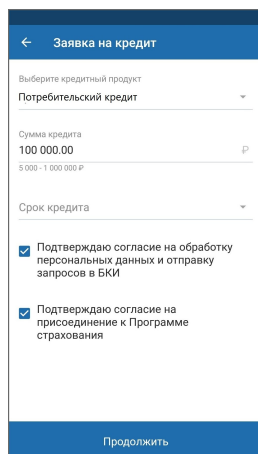 Заявка на кредит
Выберите кредитный продукт
Потребительский кредит
Сумма кредита
100 000.00 ₽
5 000 - 1 000 000 ₽
Срок кредита
Подтверждаю согласие на обработку
персональных данных и отправку
запросов в БКИ
Подтверждаю согласие на
присоединение к Программе
страхования
Продолжить